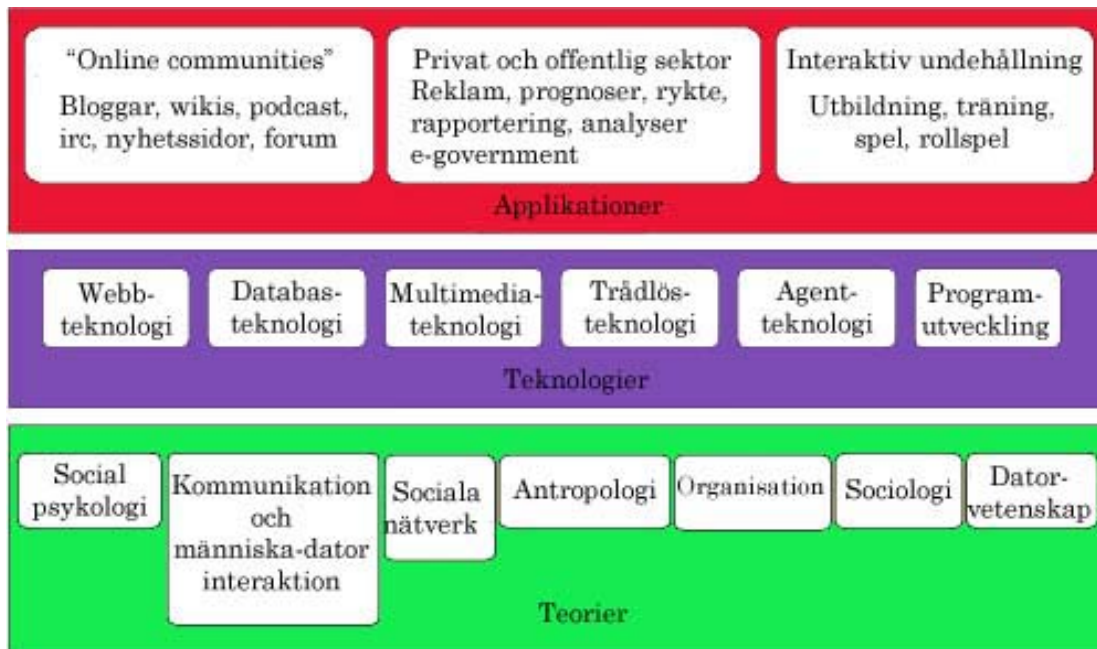 “Online communities”
Bloggar, wikis, podcast,
irc, nyhetssidor, forum
Privat och offentlig sektor
Reklam, prognoser, rykte,
rapportering, analyser
e-government
Interaktiv undehållning
Utbildning, träning,
spel, rollspel
Applikationer
Webb-
teknologi
Databas-
teknologi
Multimedia-
teknologi
Trådlös-
teknologi
Agent-
teknologi
Program-
utveckling
Teknologier
Social
psykologi
Kommunikation
och
människa-dator
interaktion
Sociala
nätverk
Antropologi
Organisation
Sociologi
Dator-
vetenskap
Teorier